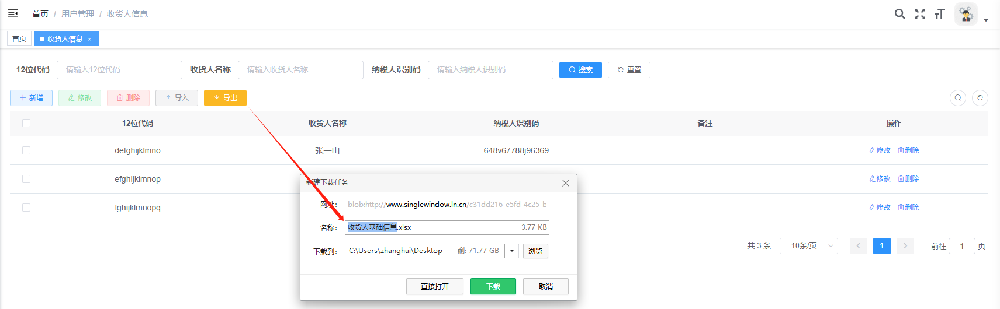 首页 / 用户管理 / 收货人信息
首页 收货人信息 ×
12位代码 请输入12位代码 收货人名称 请输入收货人名称 纳税人识别码 请输入纳税人识别码 搜索 重置
新增 修改 删除 导入 导出
12位代码 收货人名称 纳税人识别码 备注 操作
defghijklmno 张一山 648v67788j96369 修改 删除
efghijklmnop 修改 删除
fghijklmnopq 修改 删除
新建下载任务
网址: blob:http://www.singlewindow.ln.cn/c31dd216-e5fd-4c25-b
名称: 收货人基础信息.xlsx 3.77 KB
下载到: C:\Users\zhanghui\Desktop 剩: 71.77 GB 浏览
直接打开 下载 取消
共 3 条 10条/页 1 前往 1 页